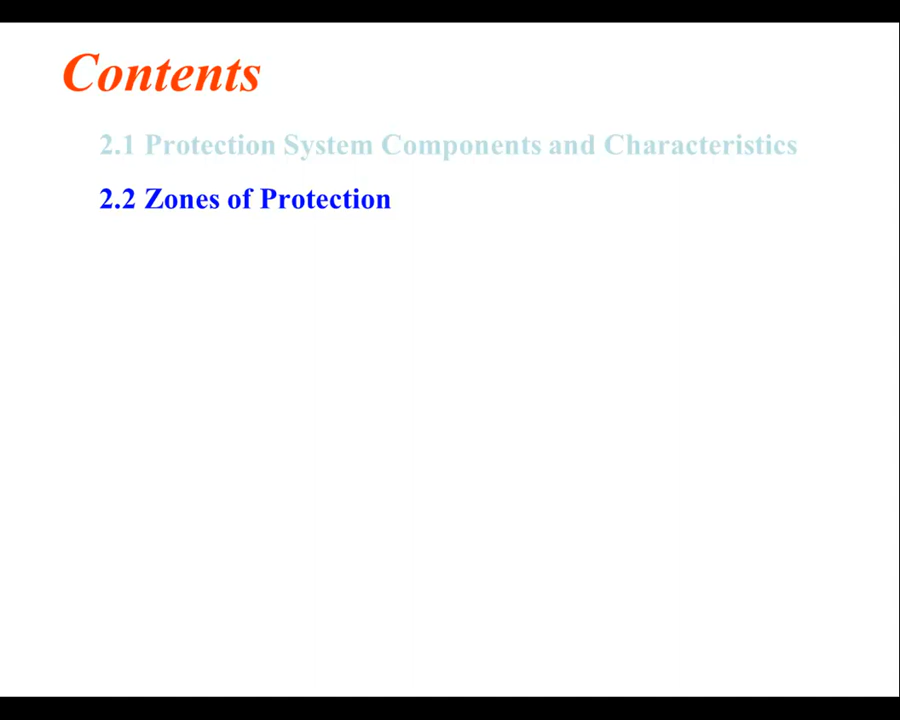 Contents
2.1 Protection System Components and Characteristics
2.2 Zones of Protection